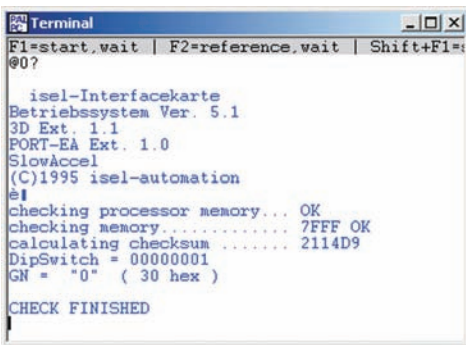 Terminal
F1=start,wait | F2=reference,wait | Shift+F1=
@0?
isel-Interfacekarte
Betriebssystem Ver. 5.1
3D Ext. 1.1
PORT-EA Ext. 1.0
SlowAccel
(C)1995 isel-automation
è
checking processor memory... OK
checking memory............. 7FFF OK
calculating checksum ....... 2114D9
DipSwitch = 00000001
GN = "0" ( 30 hex )
CHECK FINISHED